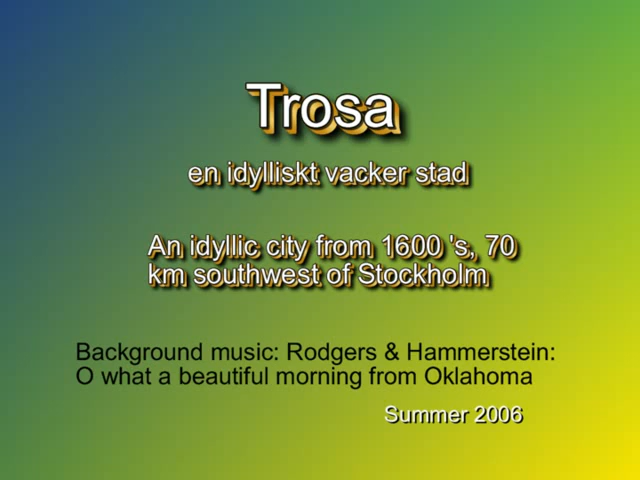 Trosa
en idylliskt vacker stad
An idyllic city from 1600 's, 70
km southwest of Stockholm
Background music: Rodgers & Hammerstein:
O what a beautiful morning from Oklahoma
Summer 2006